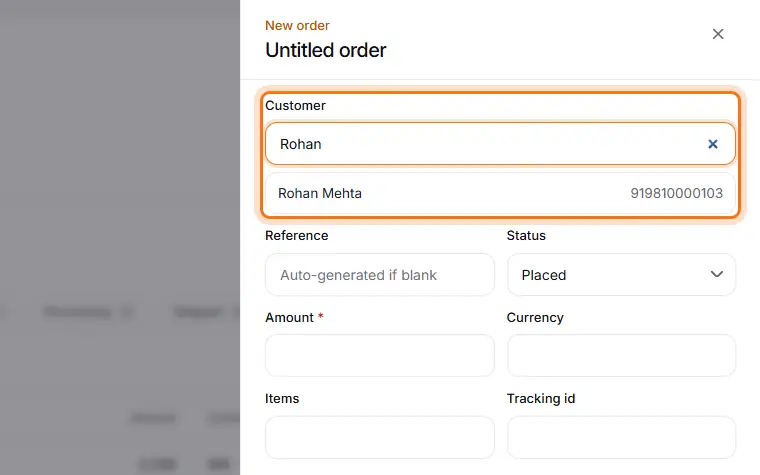 New order
Untitled order
Customer
Rohan
Rohan Mehta 919810000103
Reference Status
Auto-generated if blank Placed
Amount * Currency
Items Tracking id